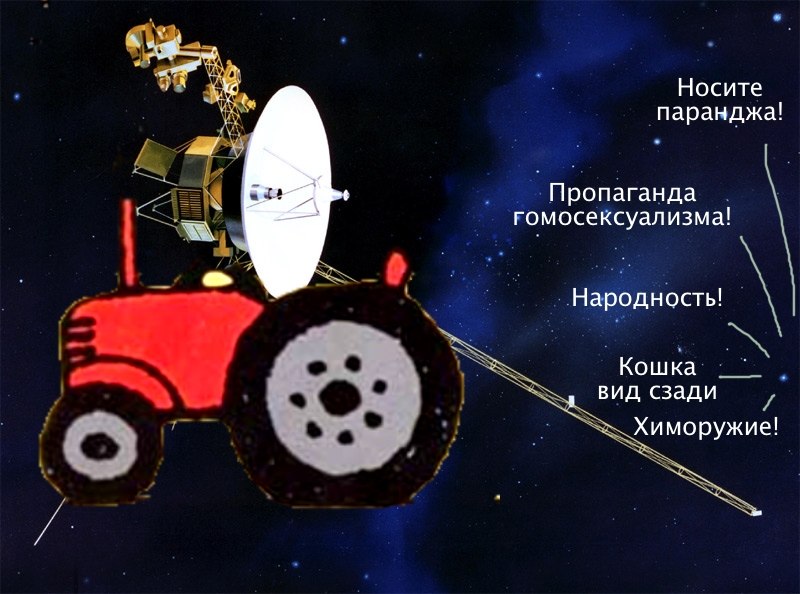 Носите
паранджа!
Пропаганда
гомосексуализма!
Народность!
Кошка
вид сзади
Химоружие!